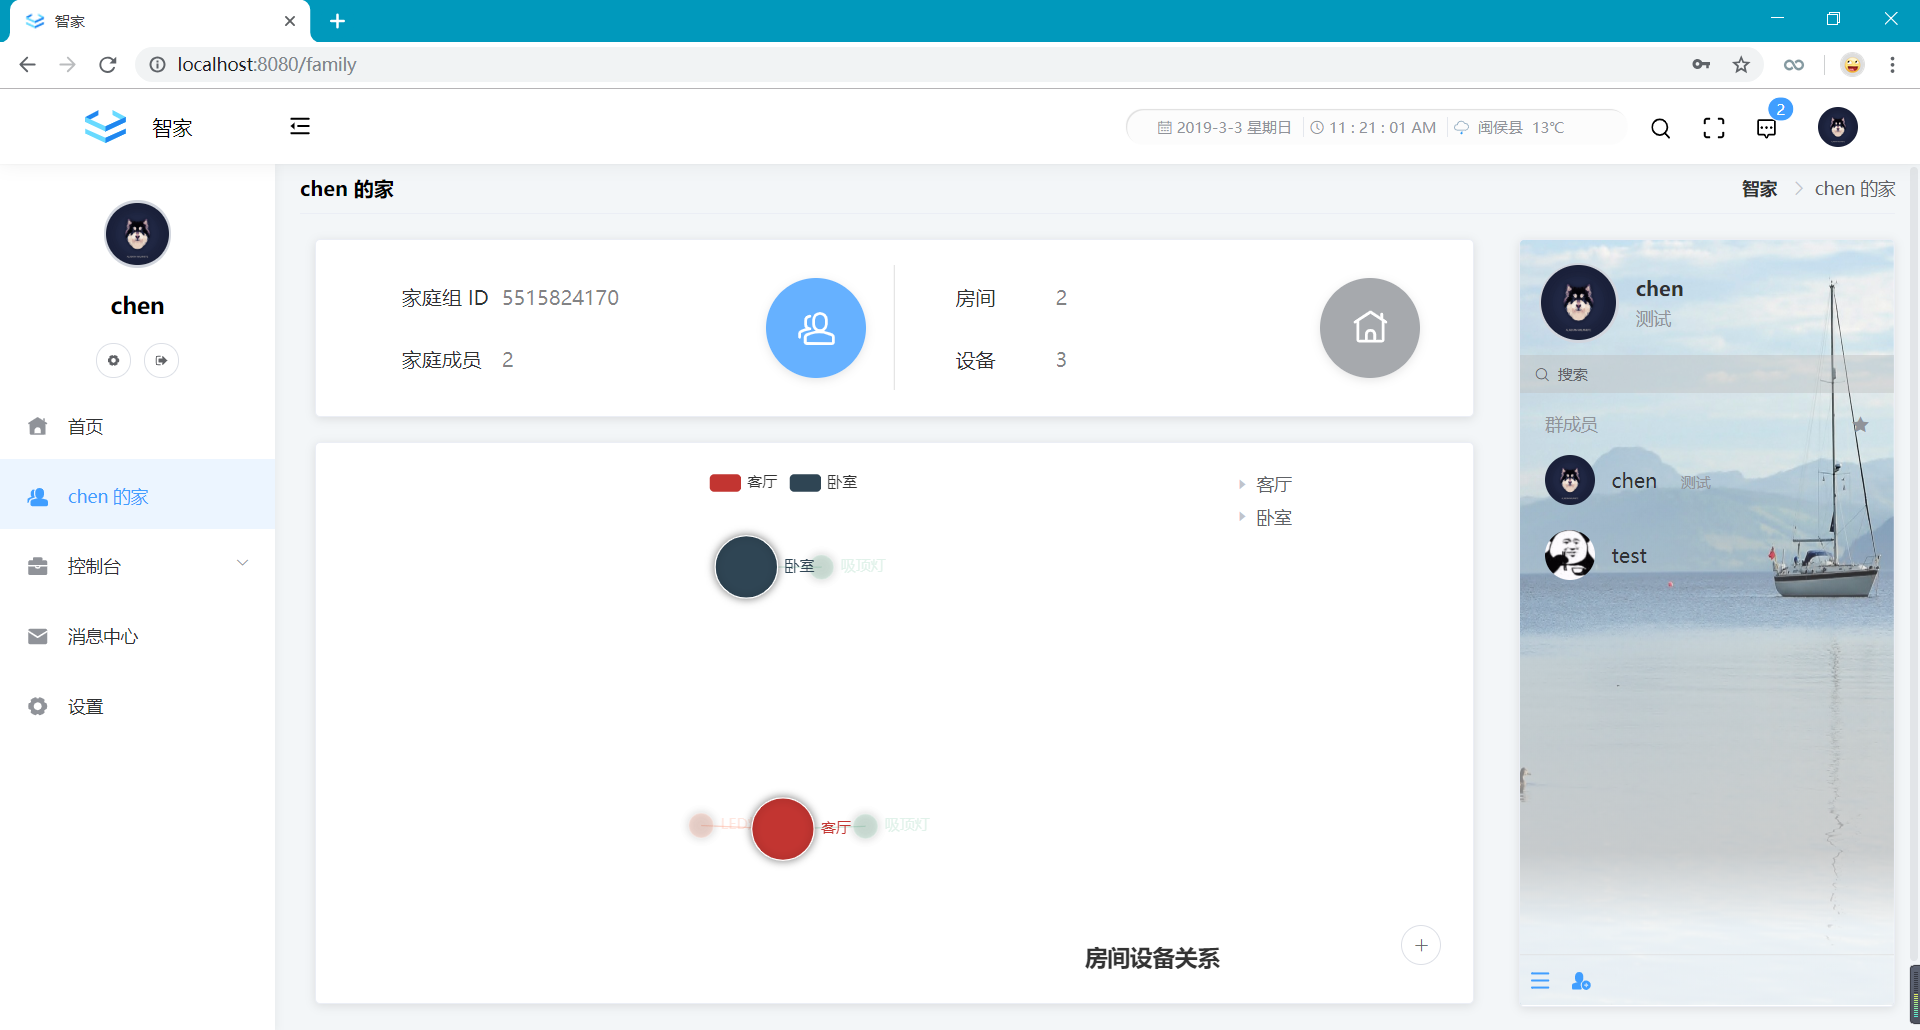 智家
localhost:8080/family
智家
2019-3-3 星期日
11 : 21 : 01 AM
闽侯县 13℃
2
chen
首页
chen 的家
控制台
消息中心
设置
chen 的家
智家
chen 的家
家庭组 ID 5515824170
家庭成员 2
房间 2
设备 3
客厅
卧室
卧室
吸顶灯
LED
客厅
吸顶灯
客厅
卧室
房间设备关系
chen
测试
搜索
群成员
chen 测试
test